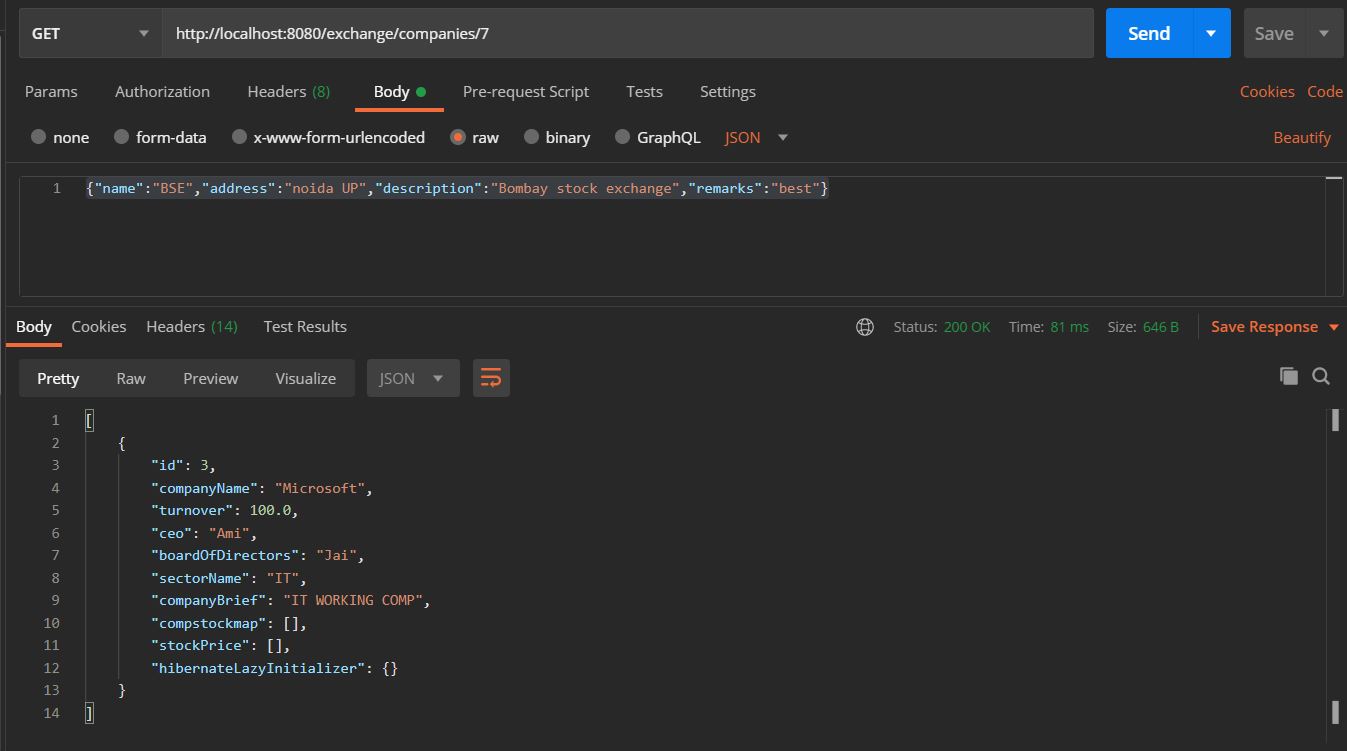 GET http://localhost:8080/exchange/companies/7 Send Save
Params Authorization Headers (8) Body Pre-request Script Tests Settings Cookies Code
none form-data x-www-form-urlencoded raw binary GraphQL JSON Beautify
1 {"name":"BSE","address":"noida UP","description":"Bombay stock exchange","remarks":"best"}
Body Cookies Headers (14) Test Results Status: 200 OK Time: 81 ms Size: 646 B Save Response
Pretty Raw Preview Visualize JSON
1 [
2 {
3 "id": 3,
4 "companyName": "Microsoft",
5 "turnover": 100.0,
6 "ceo": "Ami",
7 "boardOfDirectors": "Jai",
8 "sectorName": "IT",
9 "companyBrief": "IT WORKING COMP",
10 "compstockmap": [],
11 "stockPrice": [],
12 "hibernateLazyInitializer": {}
13 }
14 ]